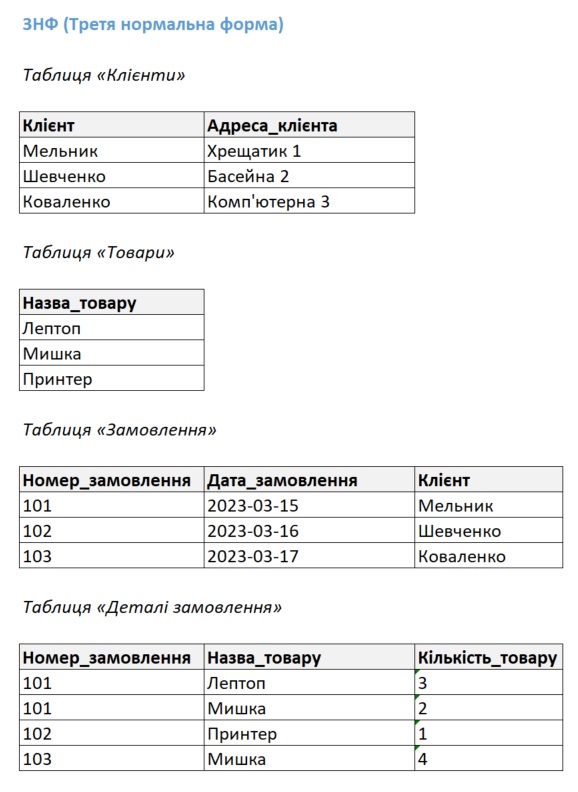 3НФ (Третя нормальна форма)
Таблиця «Клієнти»
Клієнт Адреса_клієнта
Мельник Хрещатик 1
Шевченко Басейна 2
Коваленко Комп'ютерна 3
Таблиця «Товари»
Назва_товару
Лептоп
Мишка
Принтер
Таблиця «Замовлення»
Номер_замовлення Дата_замовлення Клієнт
101 2023-03-15 Мельник
102 2023-03-16 Шевченко
103 2023-03-17 Коваленко
Таблиця «Деталі замовлення»
Номер_замовлення Назва_товару Кількість_товару
101 Лептоп 3
101 Мишка 2
102 Принтер 1
103 Мишка 4